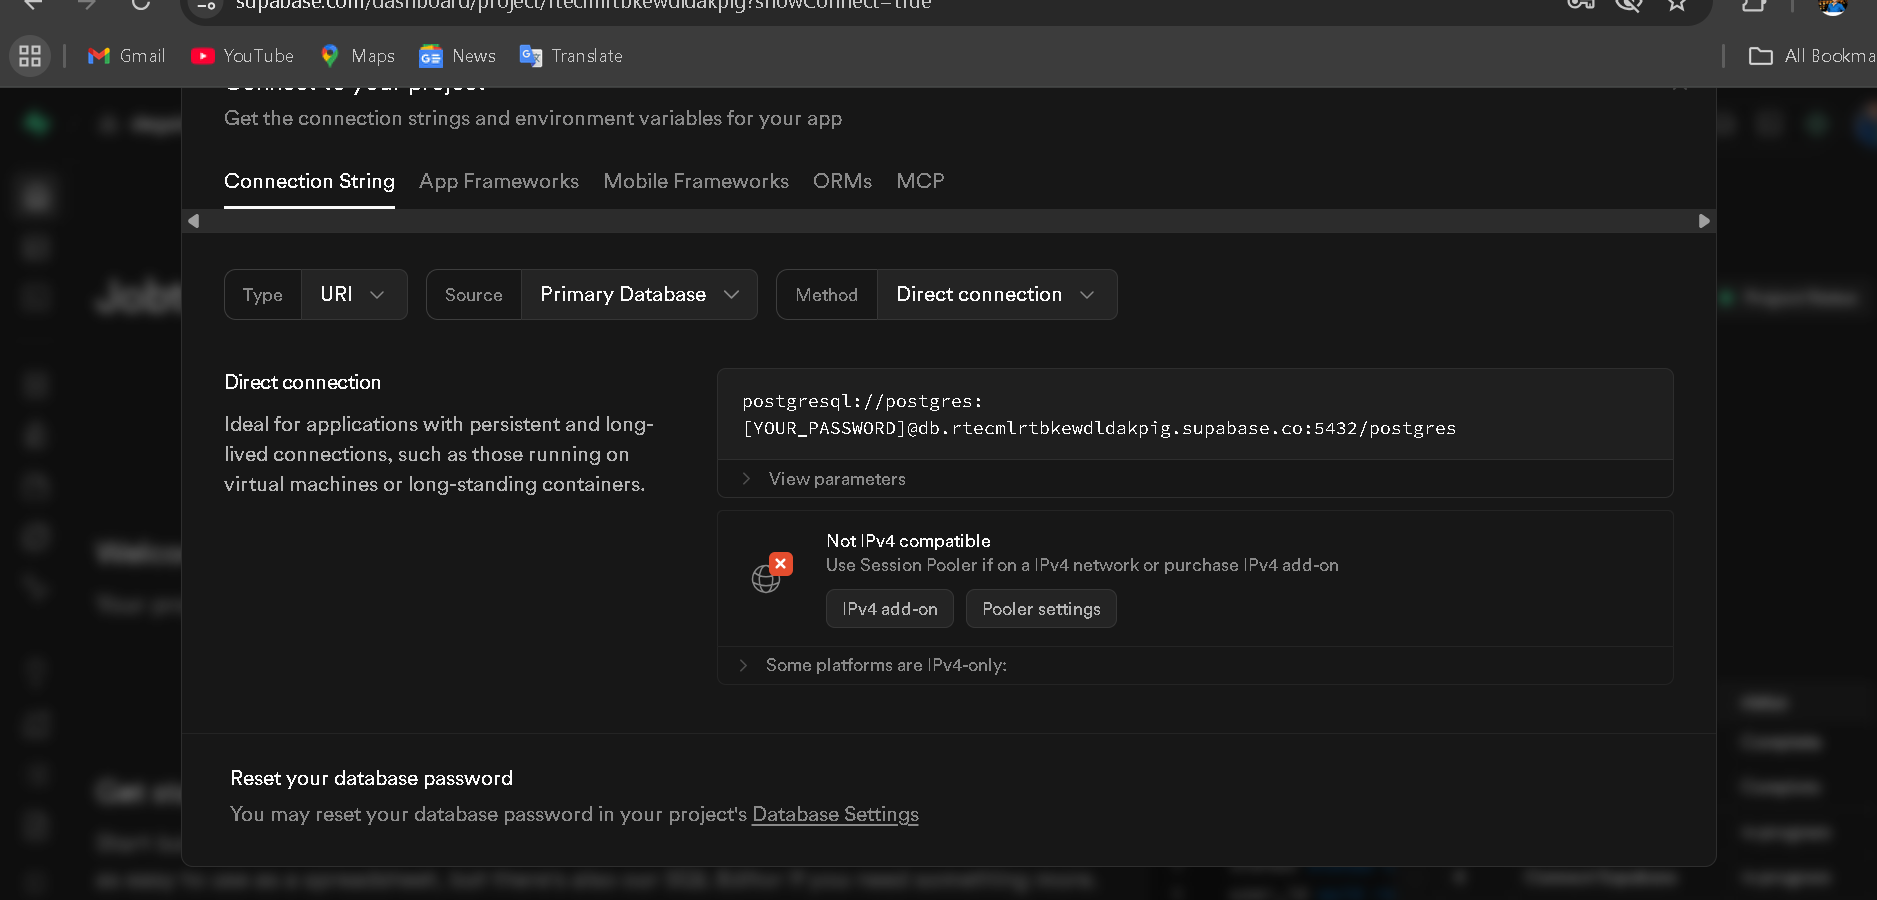 supabase.com/dashboard/project/rtecmlrtbkewdldakpig?showConnect=true
Gmail
YouTube
Maps
News
Translate
All Bookma
Connect to your project
Get the connection strings and environment variables for your app
Connection String
App Frameworks
Mobile Frameworks
ORMs
MCP
Type
URI
Source
Primary Database
Method
Direct connection
Direct connection
Ideal for applications with persistent and long-
lived connections, such as those running on
virtual machines or long-standing containers.
postgresql://postgres:
[YOUR_PASSWORD]@db.rtecmlrtbkewdldakpig.supabase.co:5432/postgres
View parameters
Not IPv4 compatible
Use Session Pooler if on a IPv4 network or purchase IPv4 add-on
IPv4 add-on
Pooler settings
Some platforms are IPv4-only:
Reset your database password
You may reset your database password in your project's Database Settings